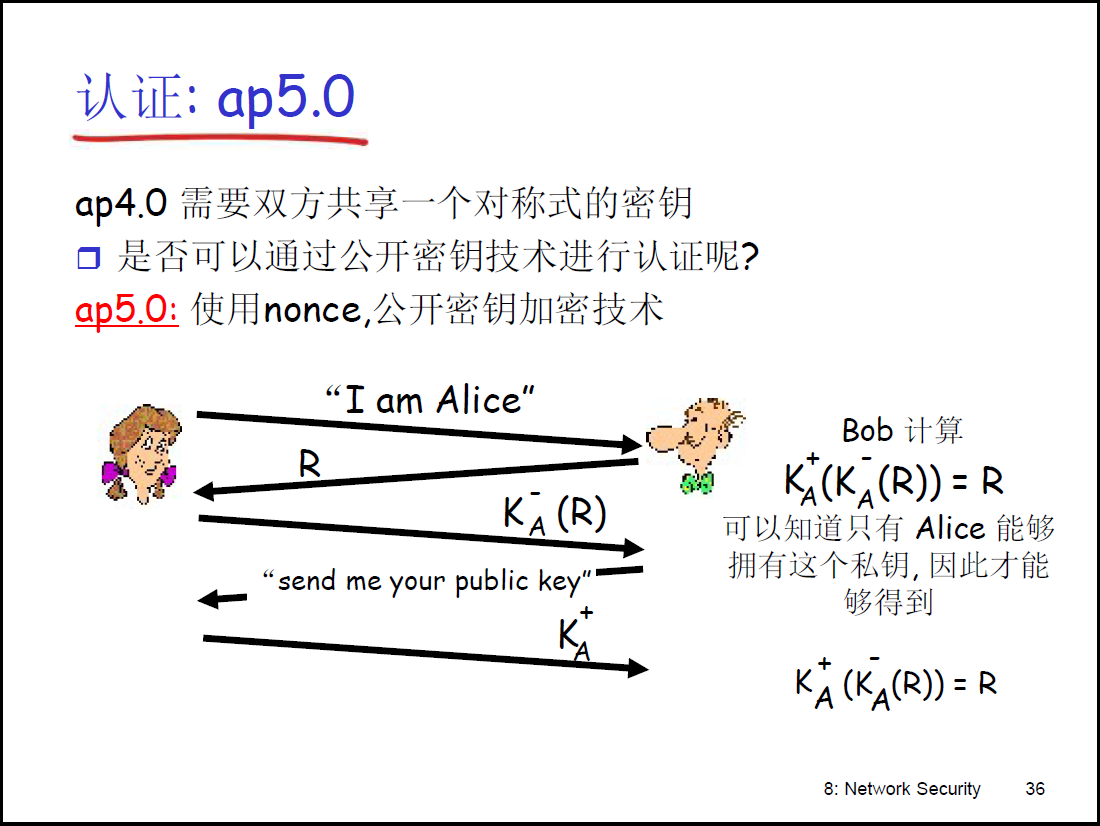 认证: ap5.0
ap4.0 需要双方共享一个对称式的密钥
是否可以通过公开密钥技术进行认证呢?
ap5.0: 使用nonce,公开密钥加密技术
“I am Alice”
R
K_A^- (R)
“send me your public key”
K_A^+
Bob 计算
K_A^+(K_A^-(R)) = R
可以知道只有 Alice 能够
拥有这个私钥, 因此才能
够得到
K_A^+ (K_A^-(R)) = R
8: Network Security 36